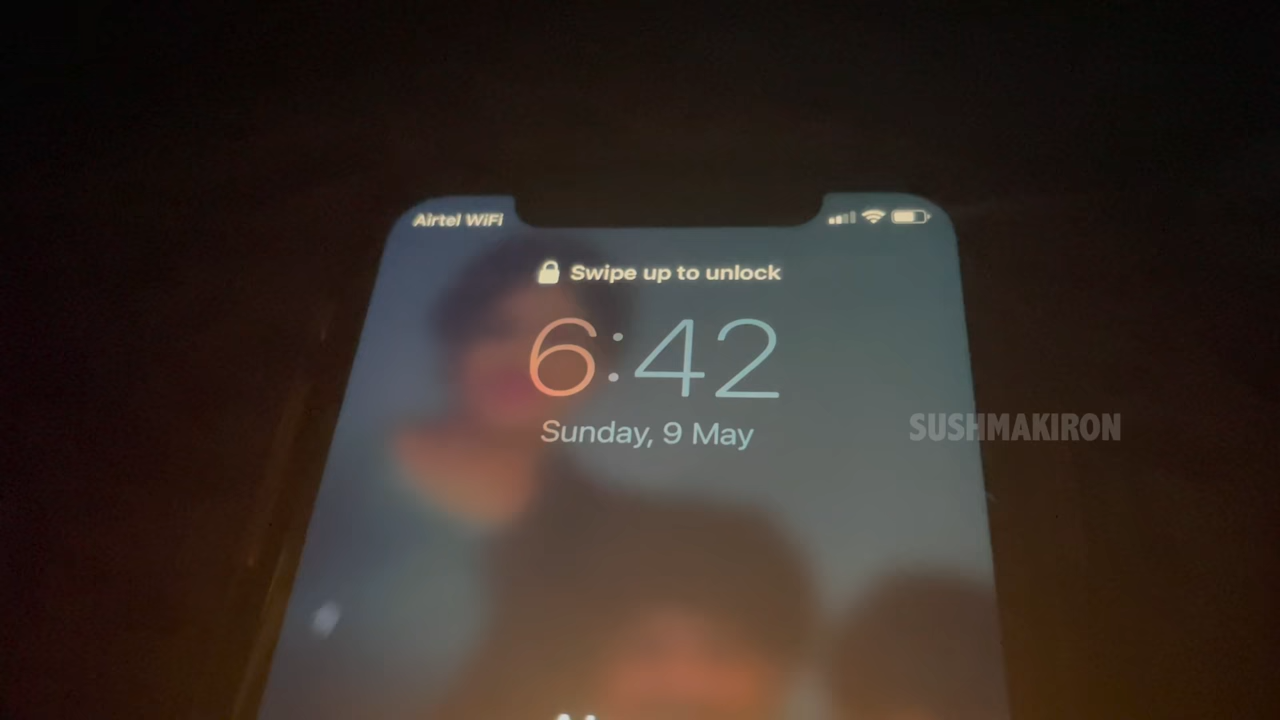 Airtel WiFi
Swipe up to unlock
6:42
Sunday, 9 May
SUSHMAKIRON